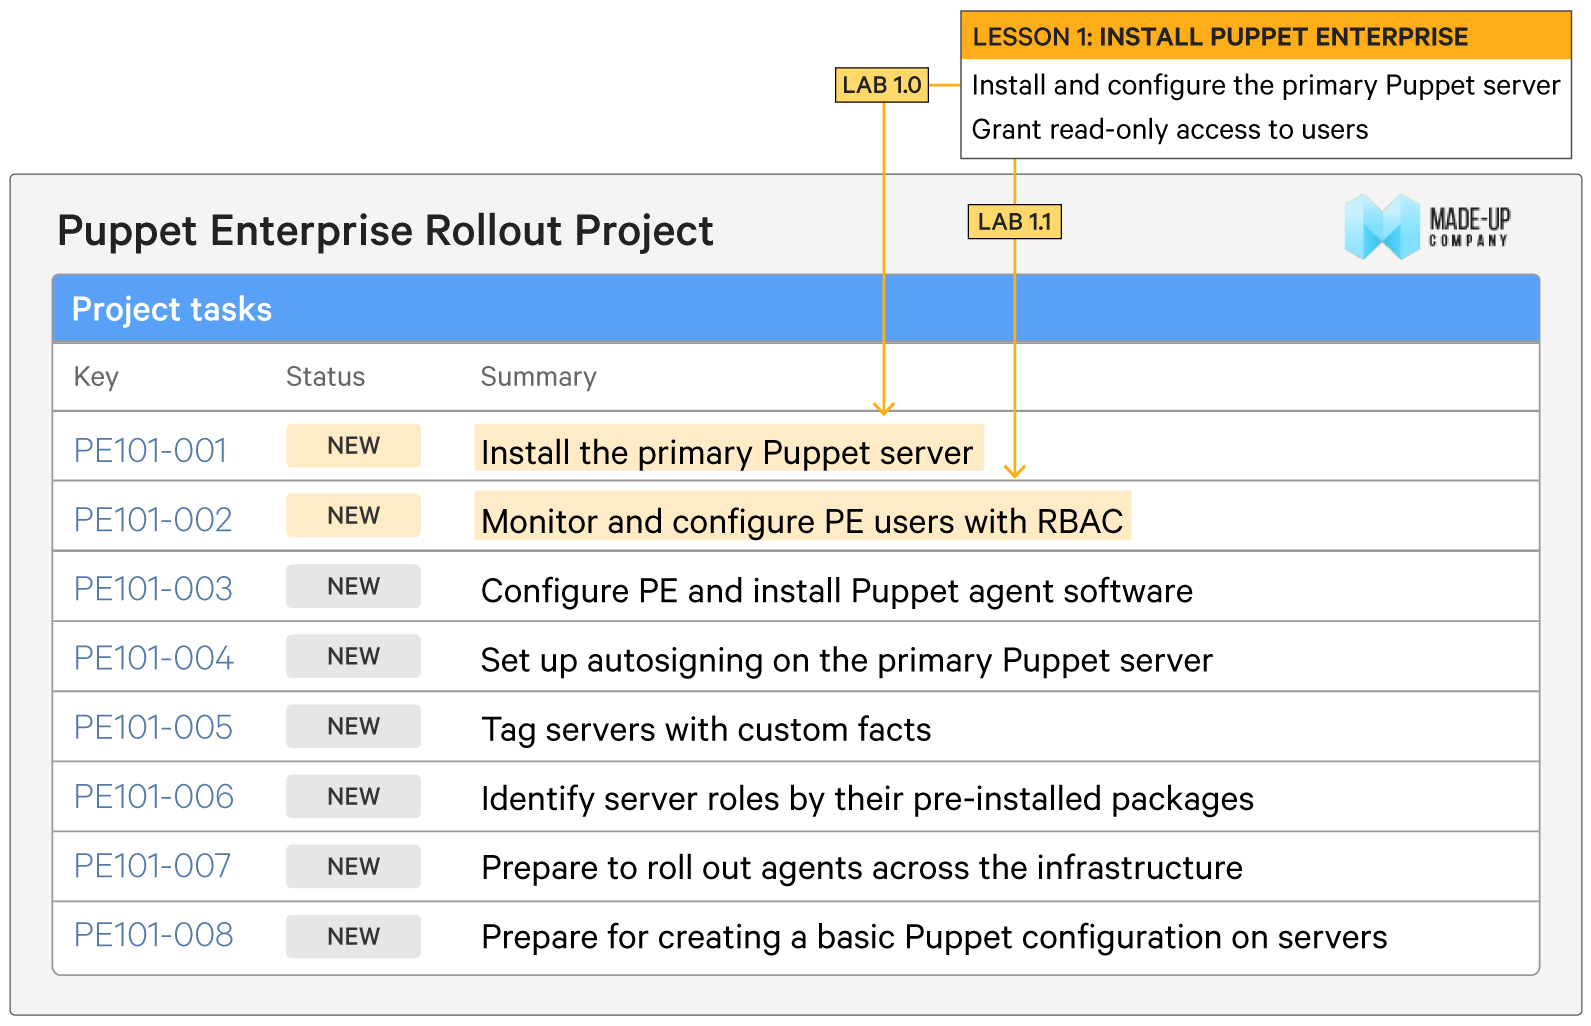 LESSON 1: INSTALL PUPPET ENTERPRISE
LAB 1.0
Install and configure the primary Puppet server
Grant read-only access to users
Puppet Enterprise Rollout Project
LAB 1.1
MADE-UP
COMPANY
Project tasks
Key Status Summary
PE101-001 NEW Install the primary Puppet server
PE101-002 NEW Monitor and configure PE users with RBAC
PE101-003 NEW Configure PE and install Puppet agent software
PE101-004 NEW Set up autosigning on the primary Puppet server
PE101-005 NEW Tag servers with custom facts
PE101-006 NEW Identify server roles by their pre-installed packages
PE101-007 NEW Prepare to roll out agents across the infrastructure
PE101-008 NEW Prepare for creating a basic Puppet configuration on servers